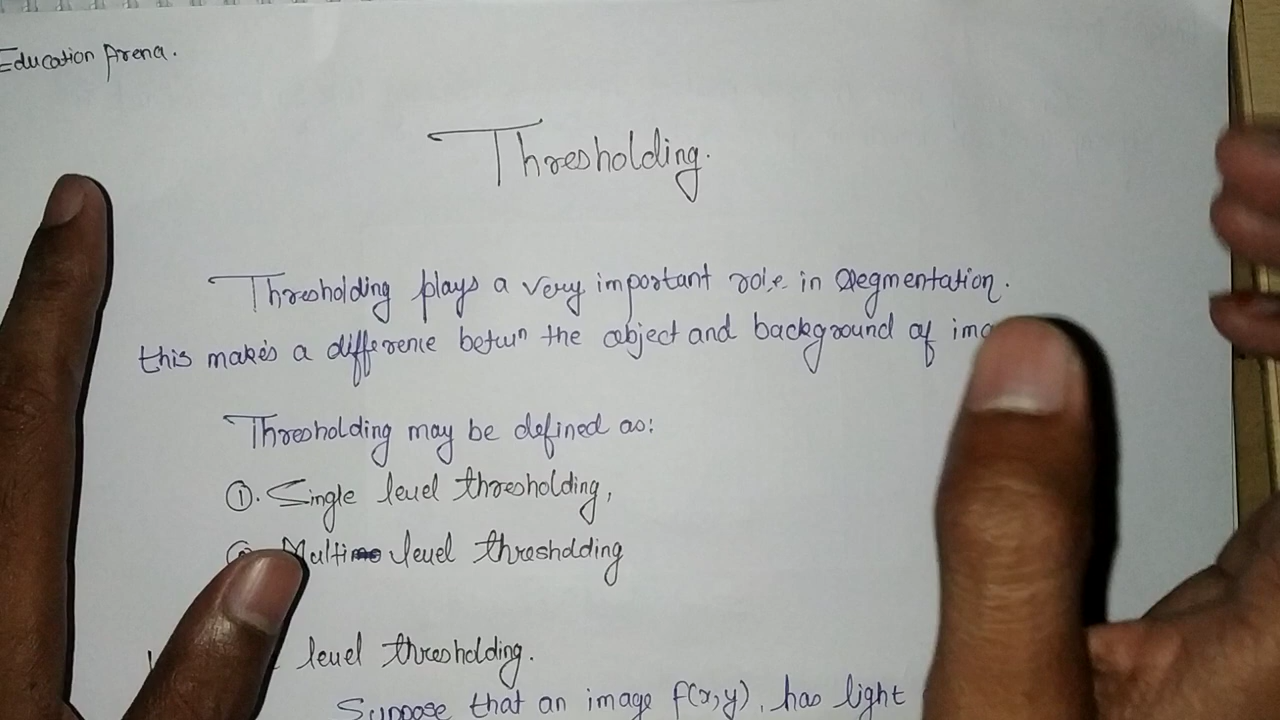 Education Arena.
Thresholding.
Thresholding plays a very important role in segmentation.
this makes a difference betwn the object and background of
Thresholding may be defined as:
①. Single level thresholding,
Multi level thresholding
level thresholding.
Suppose that an image f(x,y), has light